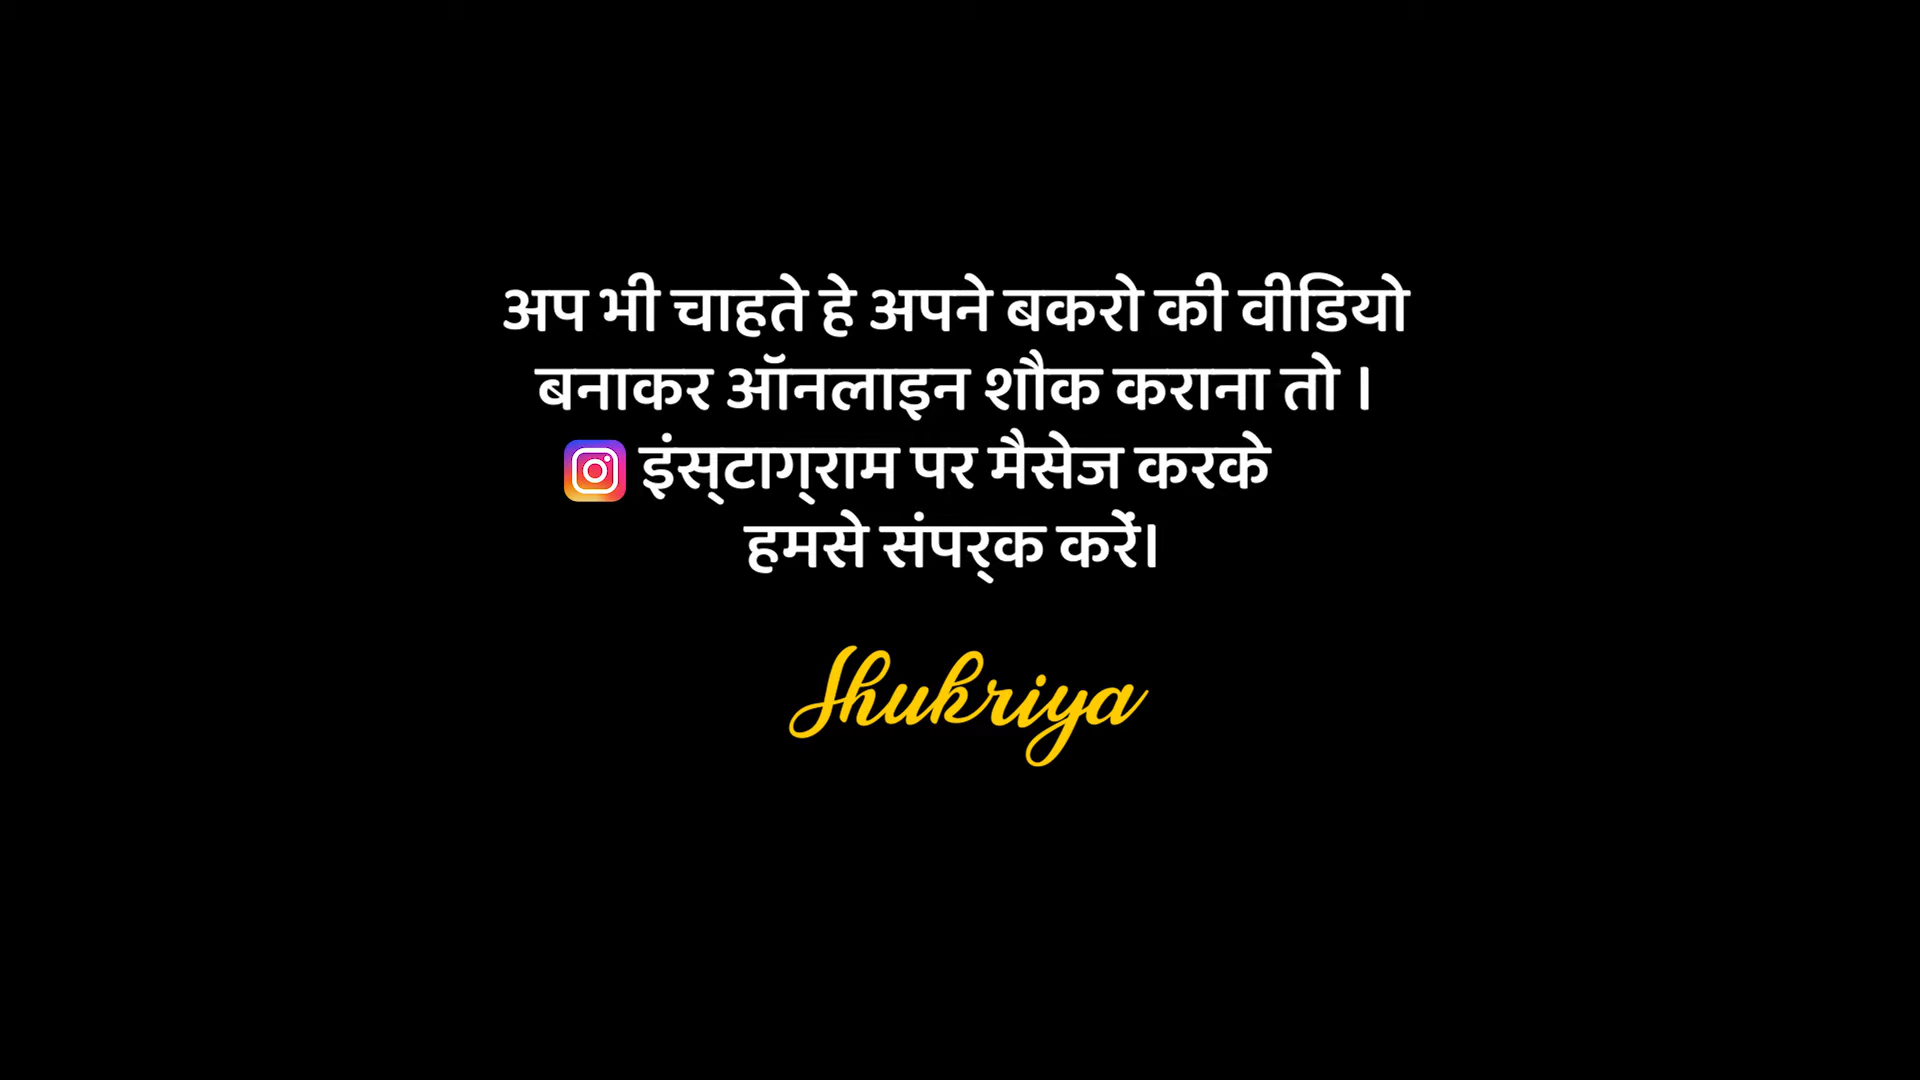 अप भी चाहते हे अपने बकरो की वीडियो
बनाकर ऑनलाइन शौक कराना तो ।
इंस्‌टाग्‌राम पर मैसेज करके
हमसे संपर्‌क करें।
Shukriya